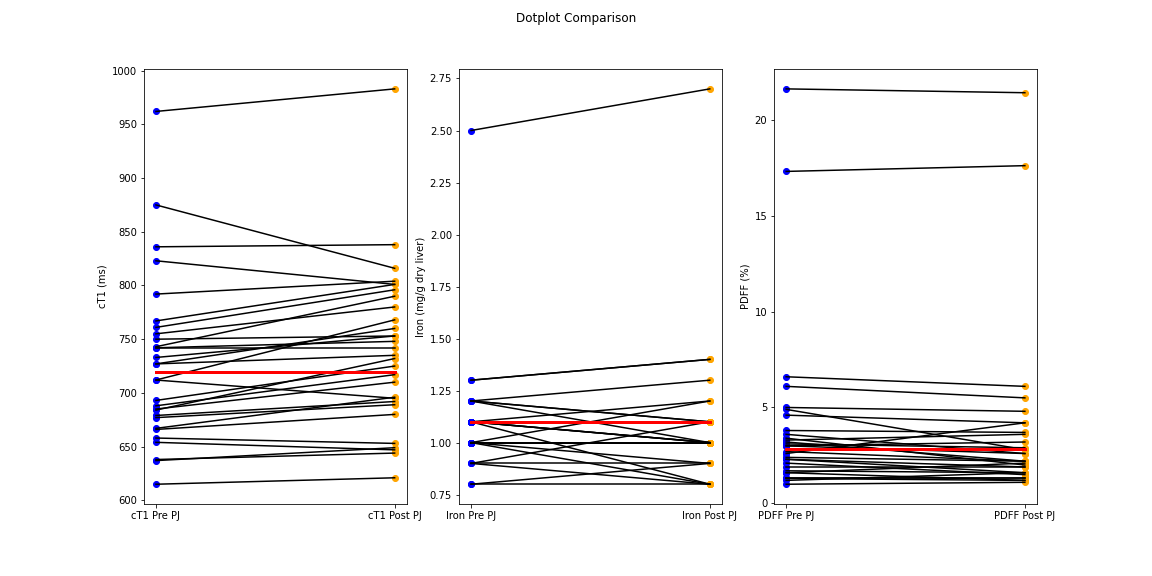 Dotplot Comparison
cT1 (ms)
1000
950
900
850
800
750
700
650
600
cT1 Pre PJ
cT1 Post PJ
Iron (mg/g dry liver)
2.75
2.50
2.25
2.00
1.75
1.50
1.25
1.00
0.75
Iron Pre PJ
Iron Post PJ
PDFF (%)
20
15
10
5
0
PDFF Pre PJ
PDFF Post PJ